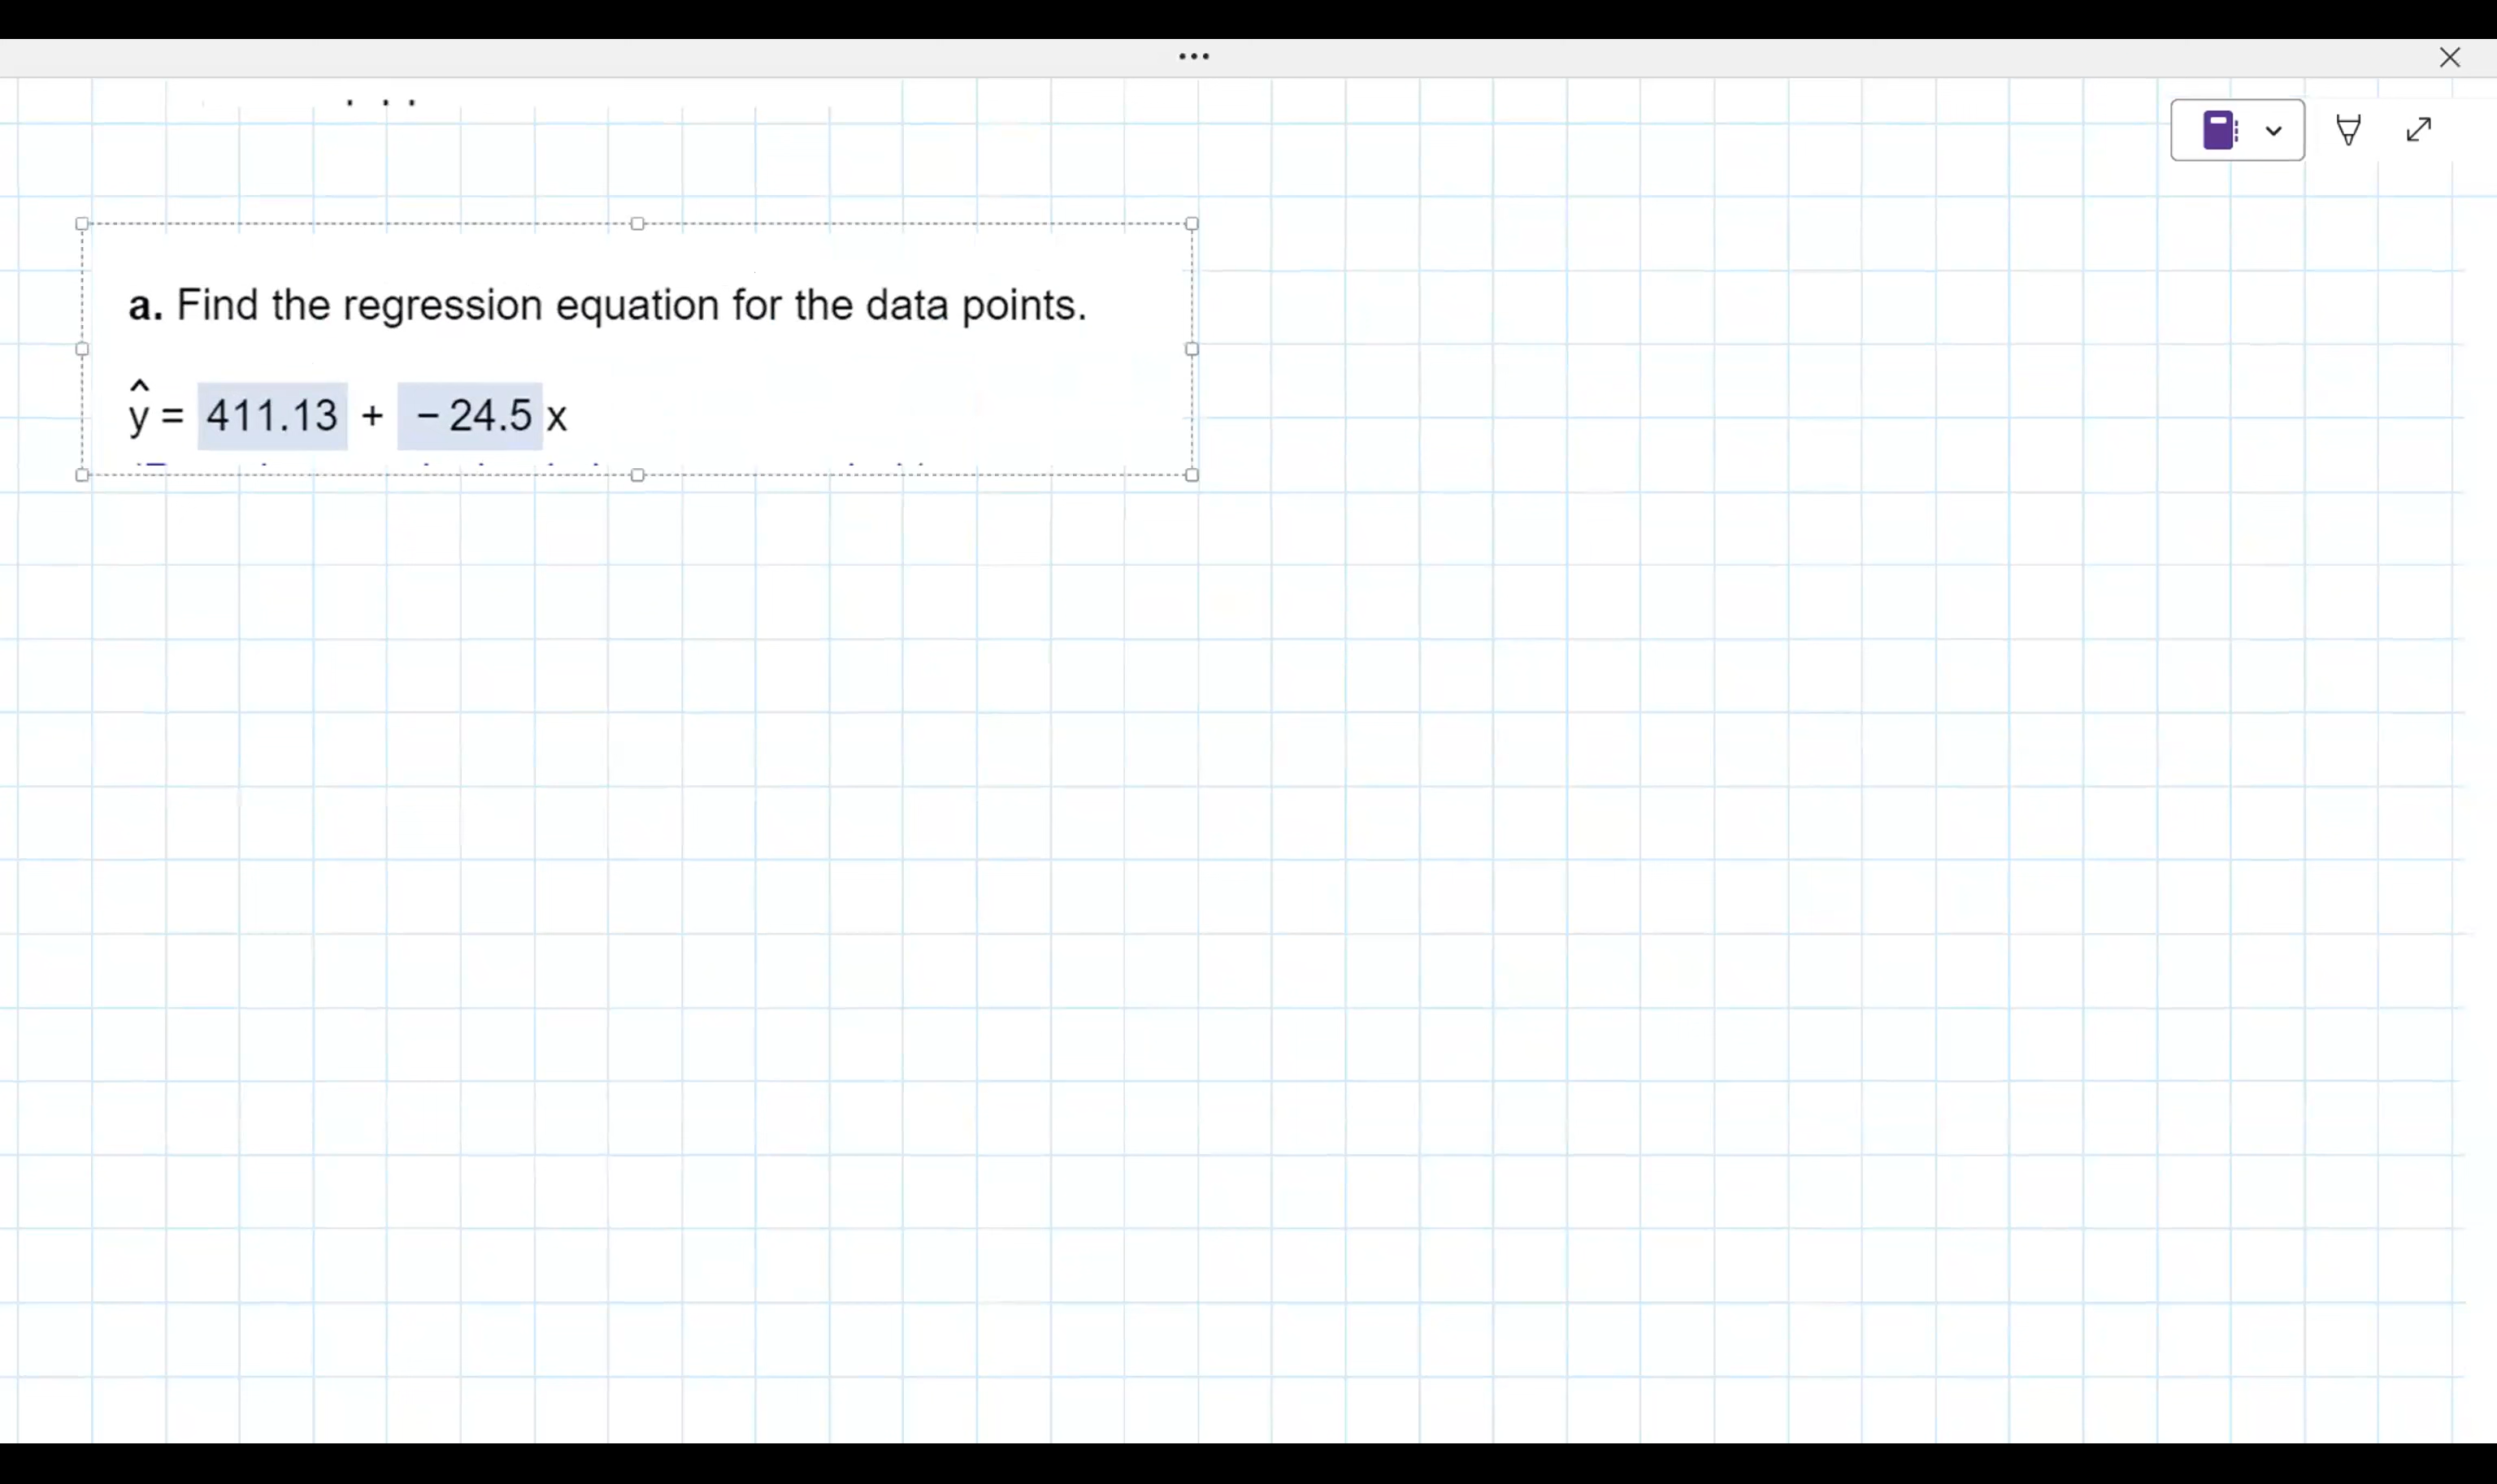 a. Find the regression equation for the data points.
ŷ = 411.13 + − 24.5 x